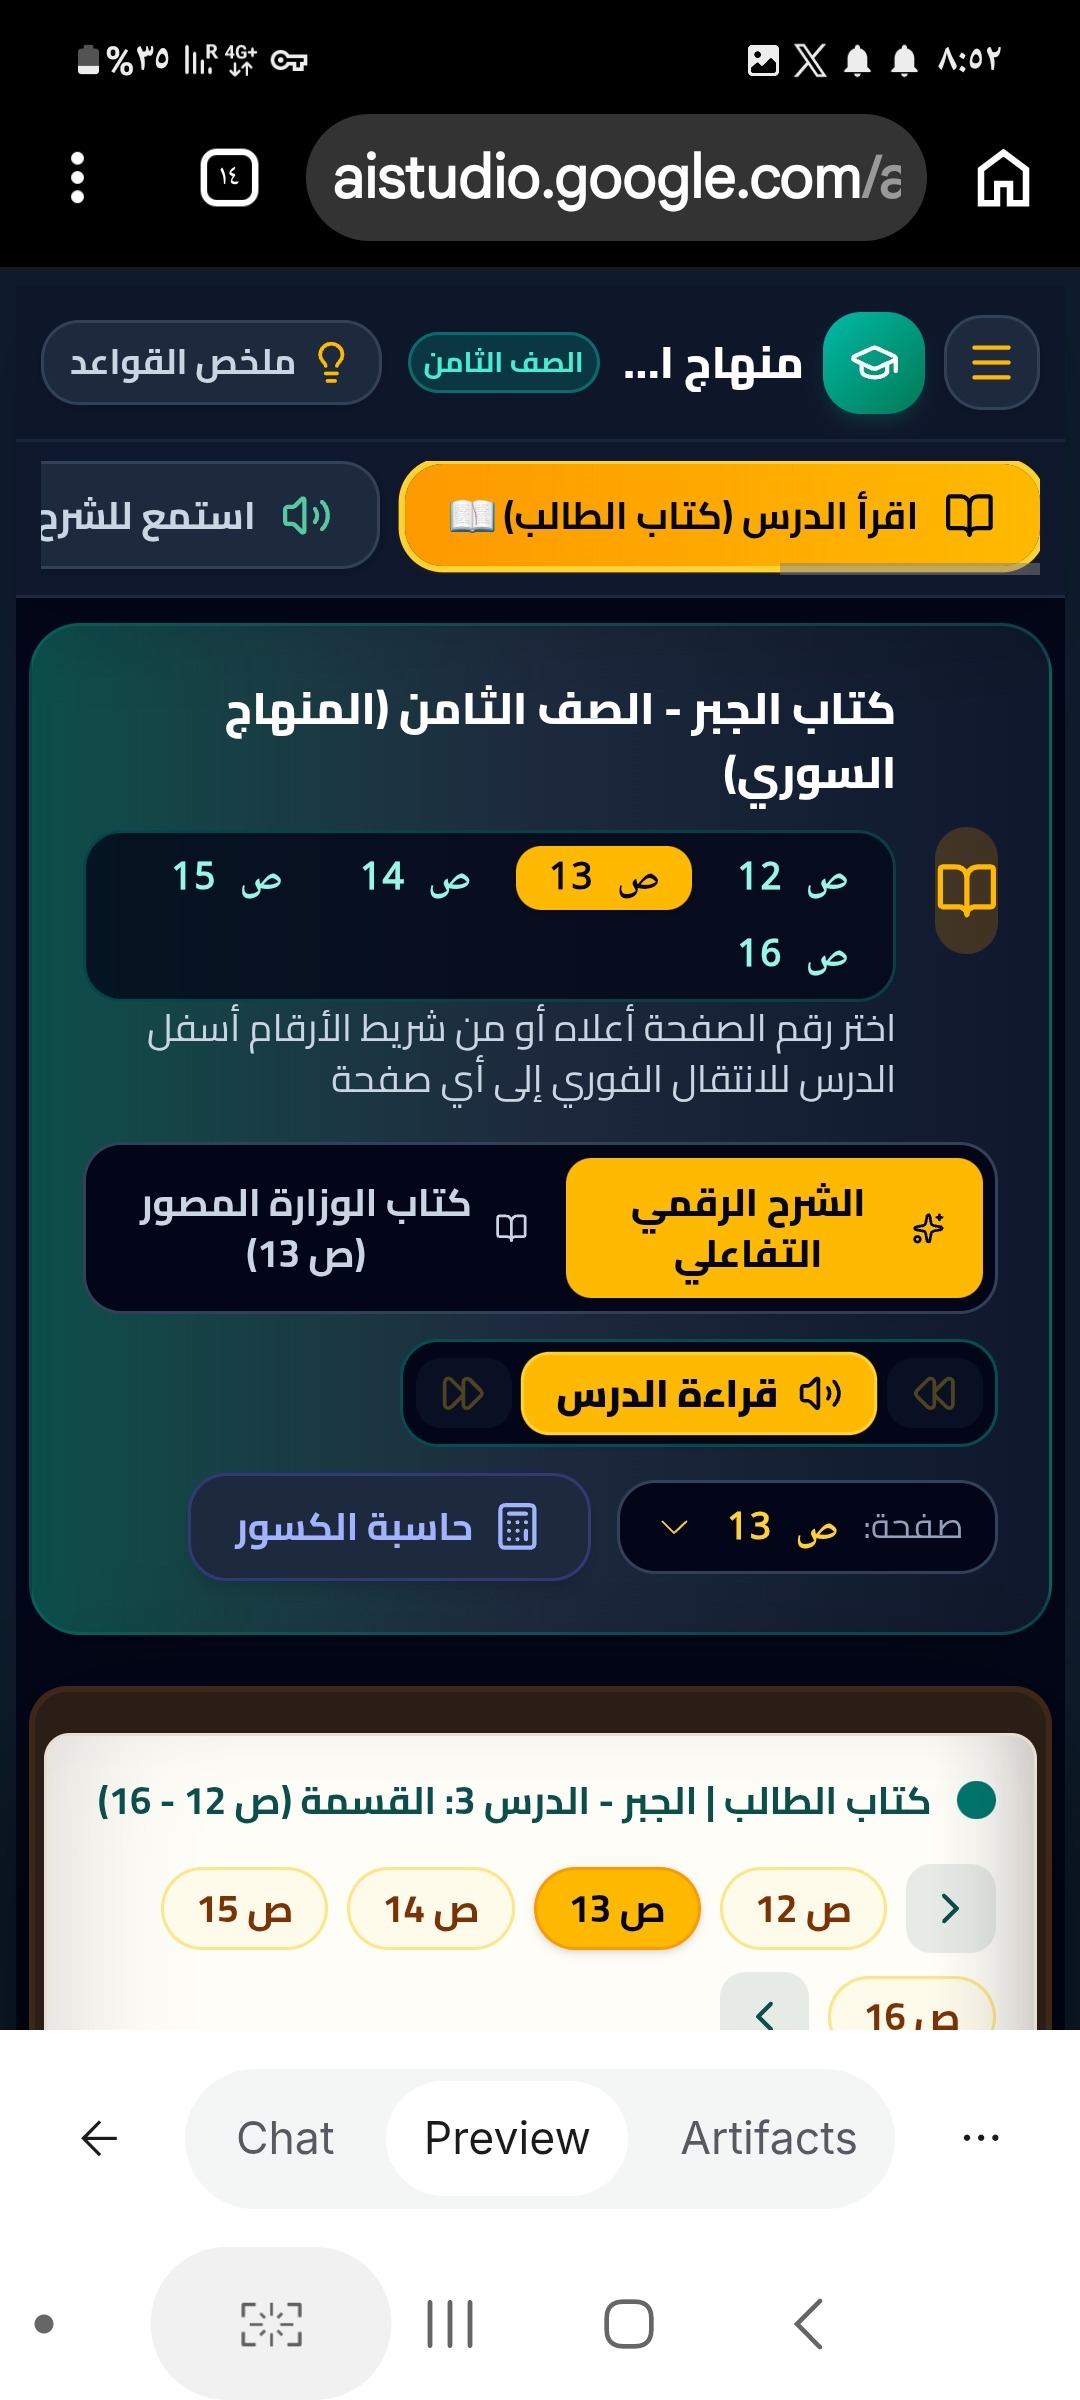 ٨:٥٢
4G+
R
%٣٥
aistudio.google.com/a
١٤
منهاج ا...
الصف الثامن
ملخص القواعد
اقرأ الدرس (كتاب الطالب) 📖
استمع للشرح
كتاب الجبر - الصف الثامن (المنهاج
السوري)
ص 12
ص 13
ص 14
ص 15
ص 16
اختر رقم الصفحة أعلاه أو من شريط الأرقام أسفل
الدرس للانتقال الفوري إلى أي صفحة
الشرح الرقمي
التفاعلي
كتاب الوزارة المصور
(ص 13)
قراءة الدرس
صفحة: ص 13
حاسبة الكسور
كتاب الطالب | الجبر - الدرس 3: القسمة (ص 12 - 16)
ص 12
ص 13
ص 14
ص 15
ص 16
Chat
Preview
Artifacts